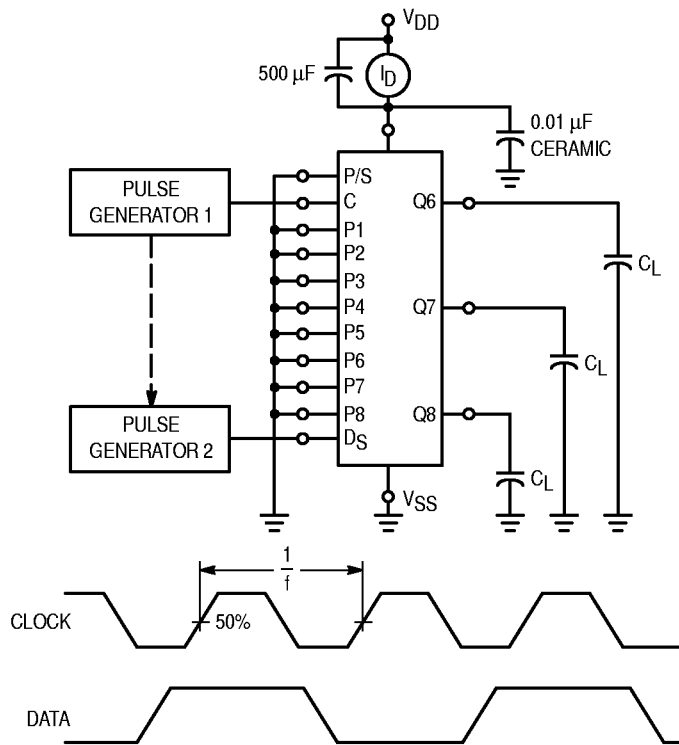 VDD
500 µF
ID
0.01 µF
CERAMIC
PULSE
GENERATOR 1
P/S
C
P1
P2
P3
P4
P5
P6
P7
P8
DS
Q6
Q7
Q8
CL
CL
CL
PULSE
GENERATOR 2
VSS
1
f
CLOCK
50%
DATA